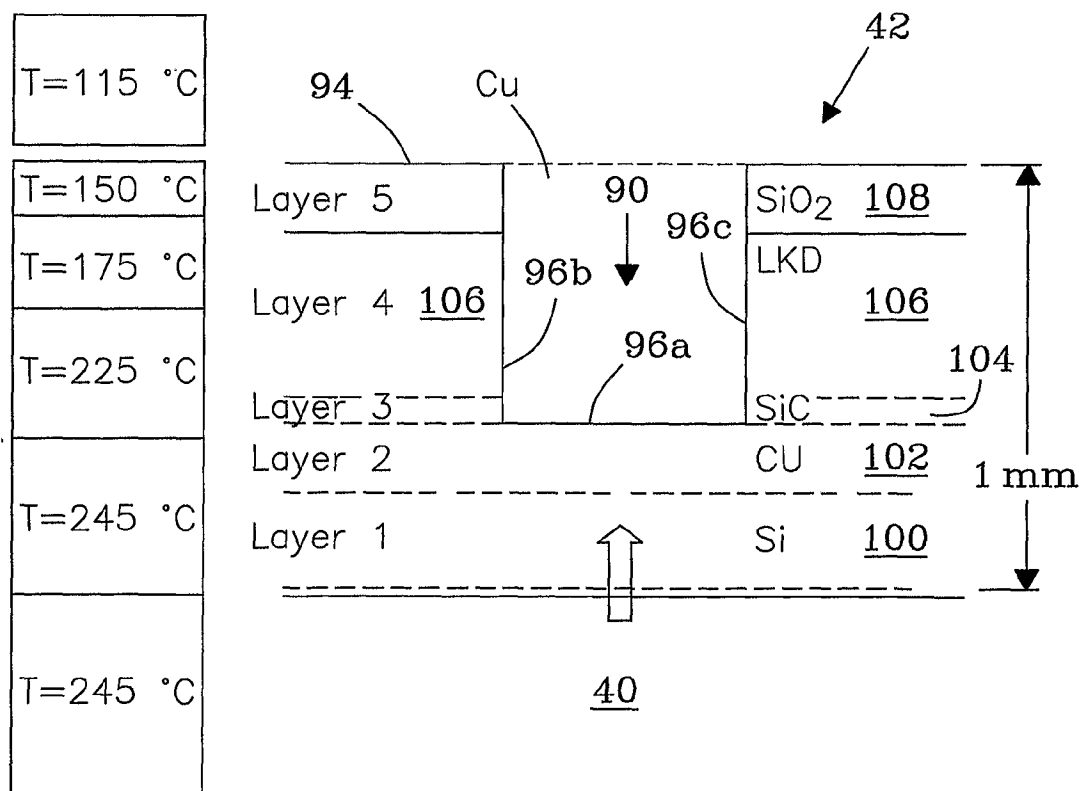 42
T=115 °C
94
Cu
T=150 °C
Layer 5
90
SiO2 108
96c
T=175 °C
LKD
96b
Layer 4 106
106
T=225 °C
96a
104
Layer 3
SiC
Layer 2
CU 102
1 mm
T=245 °C
Layer 1
Si 100
T=245 °C
40